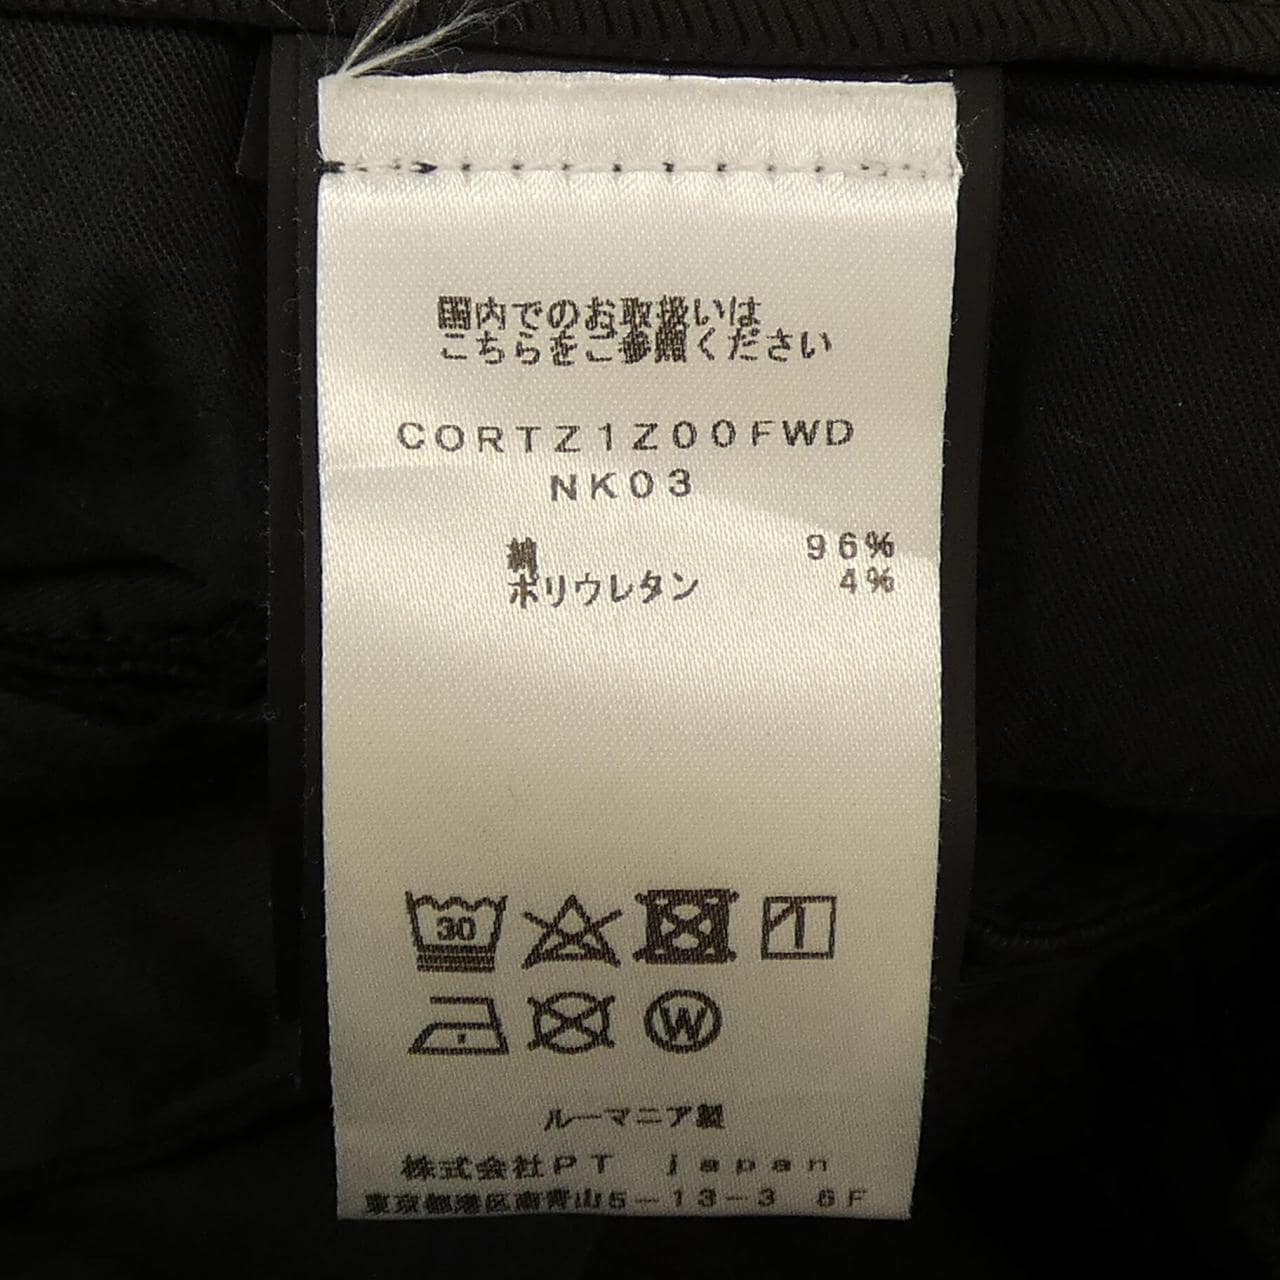 国内でのお取扱いは
こちらをご参照ください
CORTZ1Z00FWD
NK03
綿 96%
ポリウレタン 4%
30
W
ルーマニア製
株式会社PT japan
東京都港区南青山5-13-3 6F